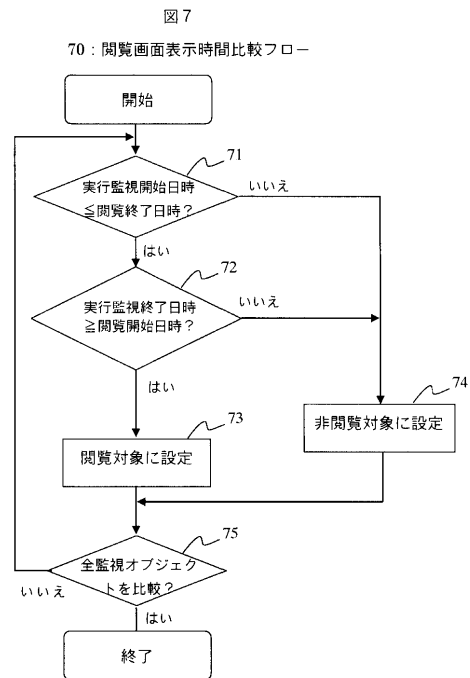 図７
70：閲覧画面表示時間比較フロー
開始
71
実行監視開始日時
≦閲覧終了日時？
いいえ
はい
72
実行監視終了日時
≧閲覧開始日時？
いいえ
はい
73
閲覧対象に設定
74
非閲覧対象に設定
75
全監視オブジェク
トを比較？
いいえ
はい
終了